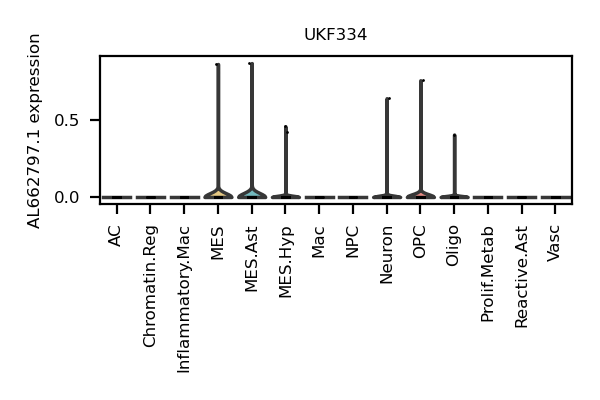 UKF334
AL662797.1 expression
0.5
0.0
AC
Chromatin.Reg
Inflammatory.Mac
MES
MES.Ast
MES.Hyp
Mac
NPC
Neuron
OPC
Oligo
Prolif.Metab
Reactive.Ast
Vasc